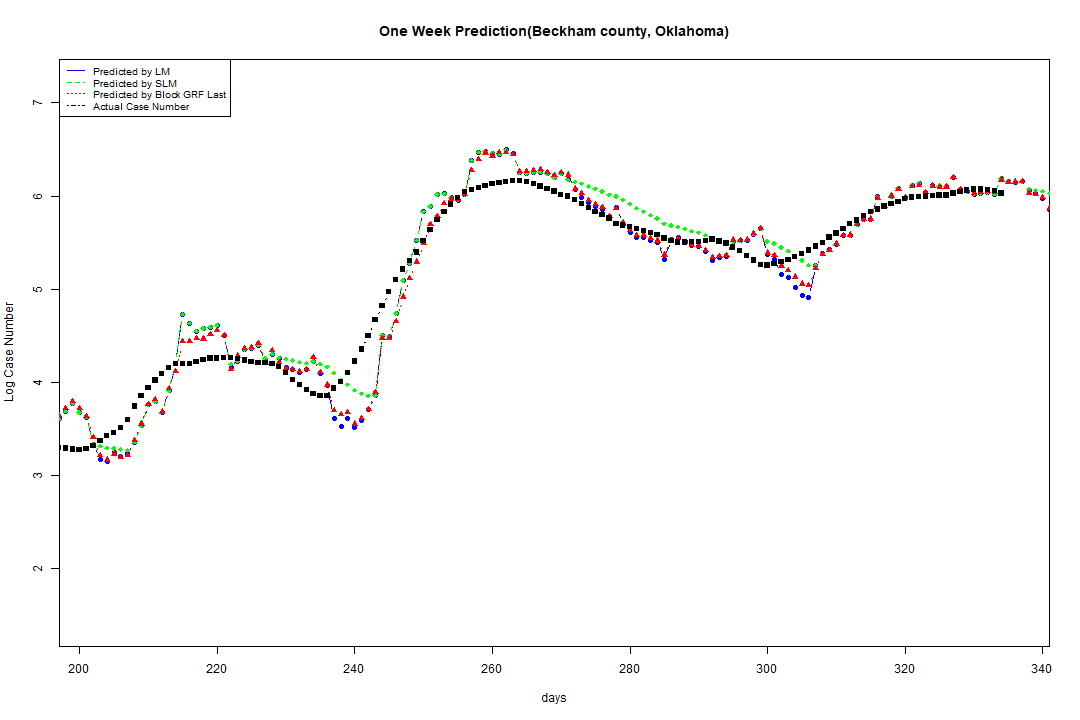 One Week Prediction(Beckham county, Oklahoma)
Predicted by LM
Predicted by SLM
Predicted by Block GRF Last
Actual Case Number
7
6
5
4
3
2
Log Case Number
200 220 240 260 280 300 320 340
days